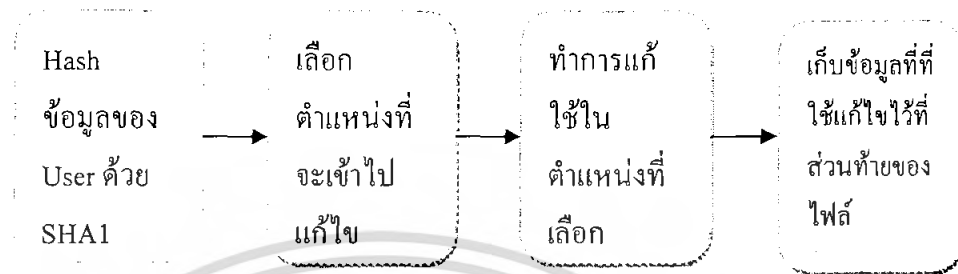 Hash
ข้อมูลของ
User ด้วย
SHA1
เลือก
ตำแหน่งที่
จะเข้าไป
แก้ไข
ทำการแก้
ใช้ใน
ตำแหน่งที่
เลือก
เก็บข้อมูลที่ที่
ใช้แก้ไขไว้ที่
ส่วนท้ายของ
ไฟล์